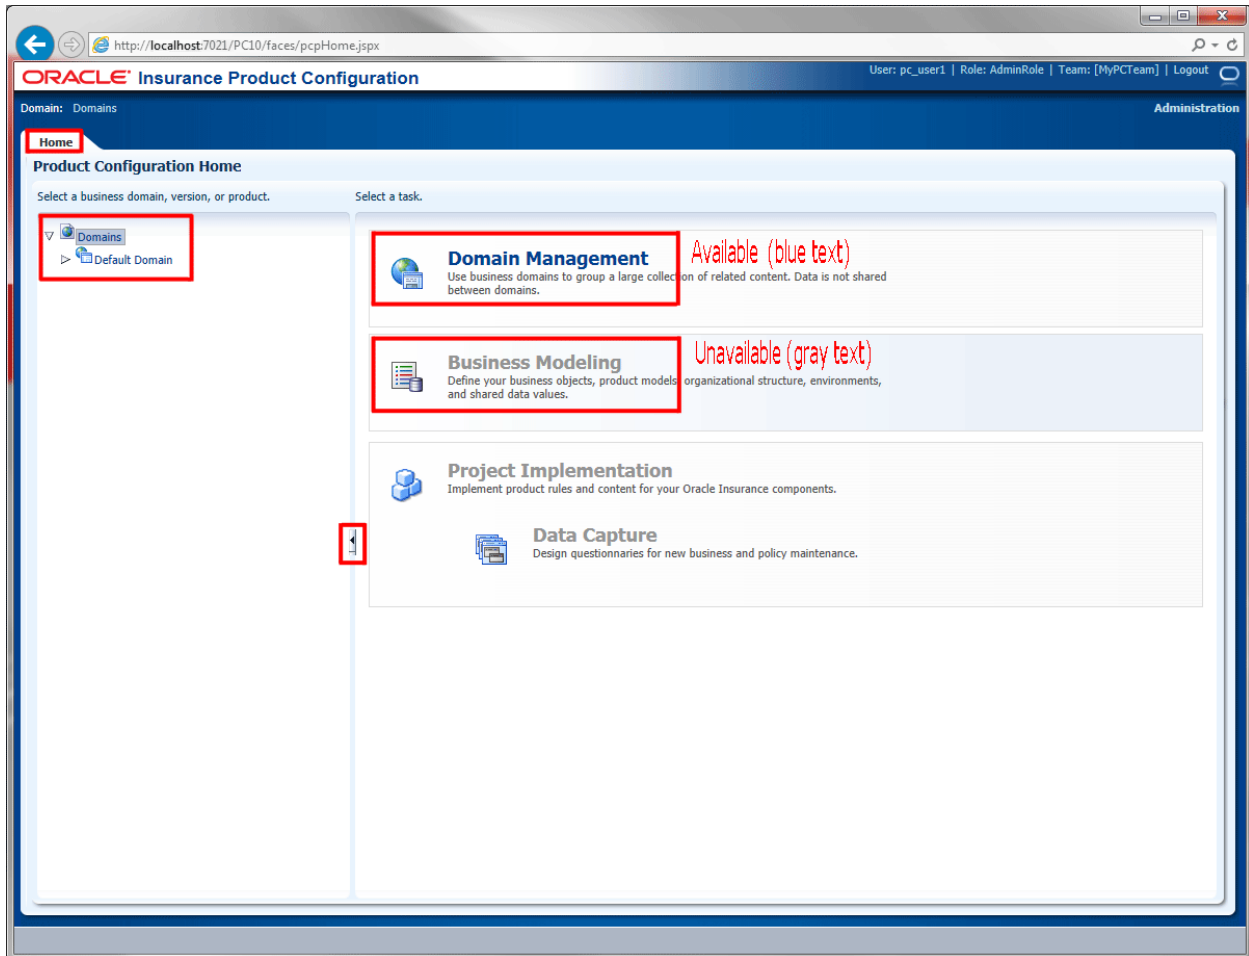 http://localhost:7021/PC10/faces/pcpHome.jspx
ORACLE Insurance Product Configuration
User: pc_user1 | Role: AdminRole | Team: [MyPCTeam] | Logout
Domain: Domains
Administration
Home
Product Configuration Home
Select a business domain, version, or product.
Select a task.
Domains
Default Domain
Domain Management
Available (blue text)
Use business domains to group a large collection of related content. Data is not shared
between domains.
Business Modeling
Unavailable (gray text)
Define your business objects, product models, organizational structure, environments,
and shared data values.
Project Implementation
Implement product rules and content for your Oracle Insurance components.
Data Capture
Design questionnaries for new business and policy maintenance.